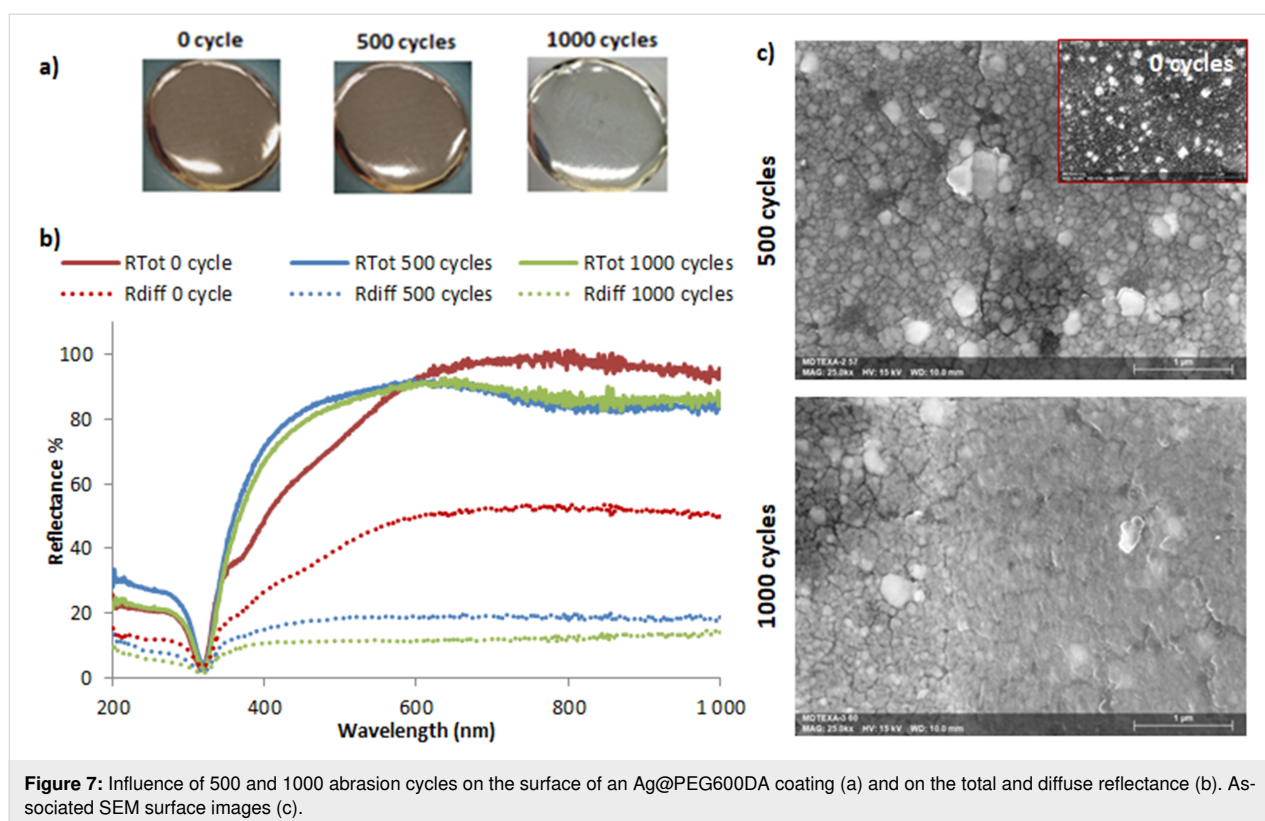 a)
0 cycle 500 cycles 1000 cycles
b)
RTot 0 cycle RTot 500 cycles RTot 1000 cycles
Rdiff 0 cycle Rdiff 500 cycles Rdiff 1000 cycles
Reflectance %
100
80
60
40
20
0
200 400 600 800 1 000
Wavelength (nm)
c)
0 cycles
500 cycles
MDTEXA-2 57
MAG: 25.0kx HV: 15 kV WD: 10.0 mm
1 µm
1000 cycles
MDTEXA-3 60
MAG: 25.0kx HV: 15 kV WD: 10.0 mm
1 µm
Figure 7: Influence of 500 and 1000 abrasion cycles on the surface of an Ag@PEG600DA coating (a) and on the total and diffuse reflectance (b). As-
sociated SEM surface images (c).